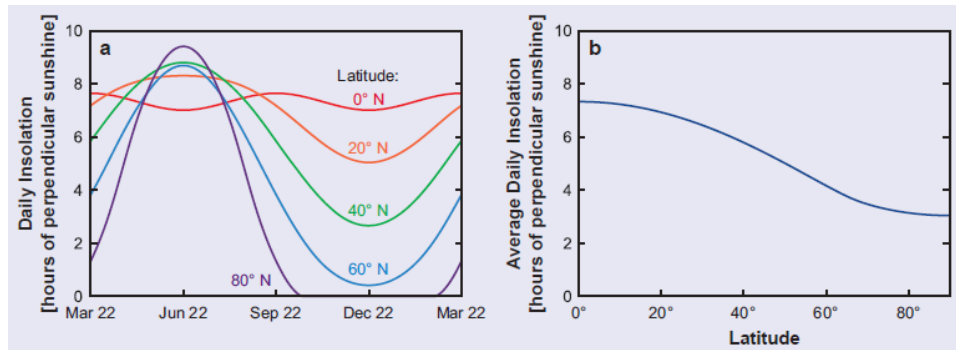 Daily Insolation
[hours of perpendicular sunshine]
a
10
8
6
4
2
0
Latitude:
0° N
20° N
40° N
60° N
80° N
Mar 22 Jun 22 Sep 22 Dec 22 Mar 22
Average Daily Insolation
[hours of perpendicular sunshine]
b
10
8
6
4
2
0
0° 20° 40° 60° 80°
Latitude